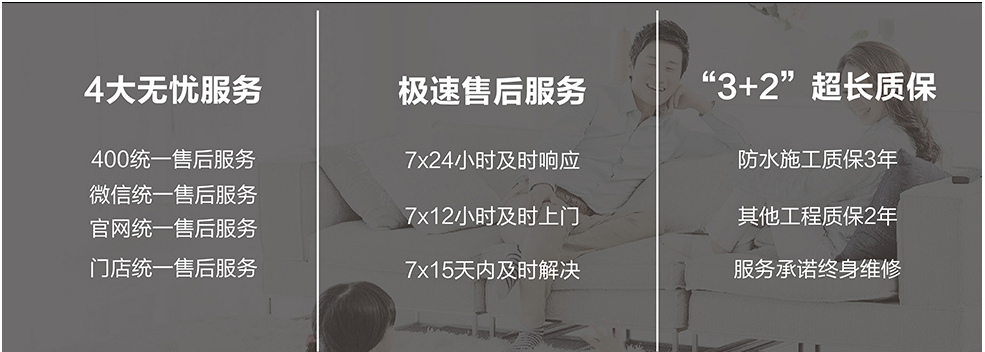 4大无忧服务
400统一售后服务
微信统一售后服务
官网统一售后服务
门店统一售后服务
极速售后服务
7x24小时及时响应
7x12小时及时上门
7x15天内及时解决
“3+2”超长质保
防水施工质保3年
其他工程质保2年
服务承诺终身维修